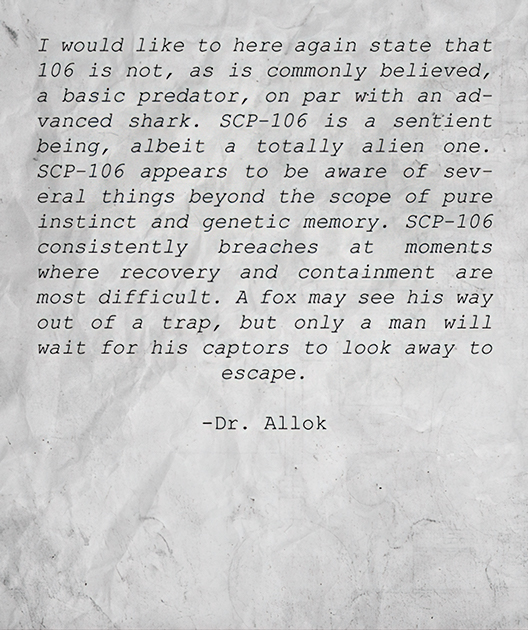 I would like to here again state that
106 is not, as is commonly believed,
a basic predator, on par with an ad-
vanced shark. SCP-106 is a sentient
being, albeit a totally alien one.
SCP-106 appears to be aware of sev-
eral things beyond the scope of pure
instinct and genetic memory. SCP-106
consistently breaches at moments
where recovery and containment are
most difficult. A fox may see his way
out of a trap, but only a man will
wait for his captors to look away to
escape.
-Dr. Allok